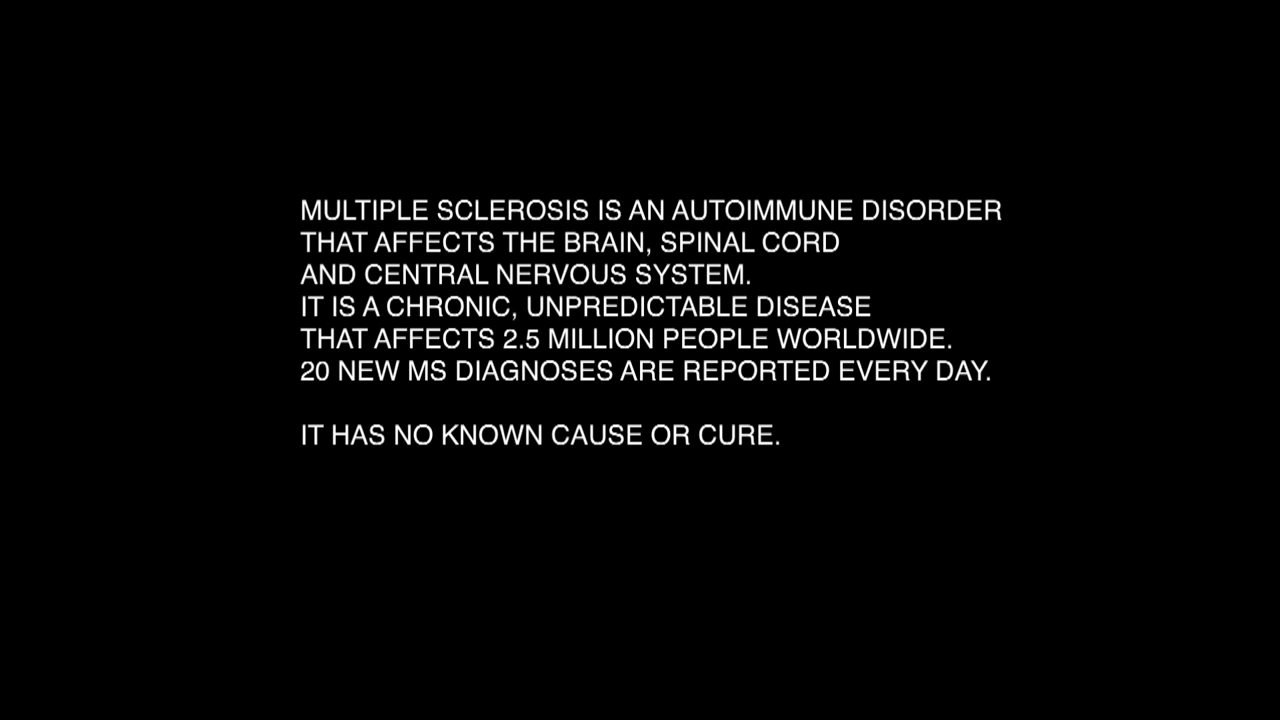 MULTIPLE SCLEROSIS IS AN AUTOIMMUNE DISORDER
THAT AFFECTS THE BRAIN, SPINAL CORD
AND CENTRAL NERVOUS SYSTEM.
IT IS A CHRONIC, UNPREDICTABLE DISEASE
THAT AFFECTS 2.5 MILLION PEOPLE WORLDWIDE.
20 NEW MS DIAGNOSES ARE REPORTED EVERY DAY.
IT HAS NO KNOWN CAUSE OR CURE.